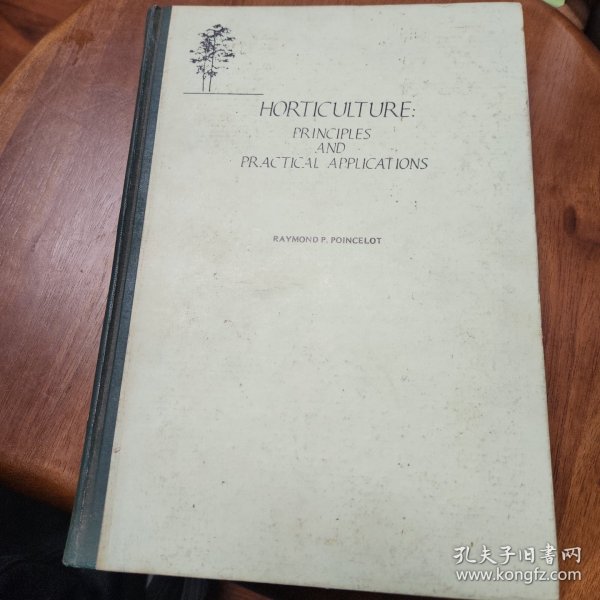 HORTICULTURE:
PRINCIPLES
AND
PRACTICAL APPLICATIONS
RAYMOND P. POINCELOT
孔夫子旧书网
www.kongfz.com